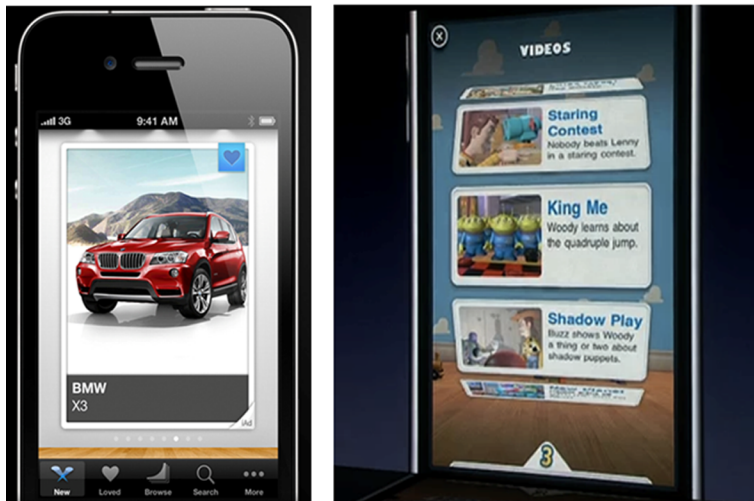 3G 9:41 AM
BMW
X3
iAd
New Loved Browse Search More
X
VIDEOS
Staring
Contest
Nobody beats Lenny
in a staring contest.
King Me
Woody learns about
the quadruple jump.
Shadow Play
Buzz shows Woody
a thing or two about
shadow puppets.
3